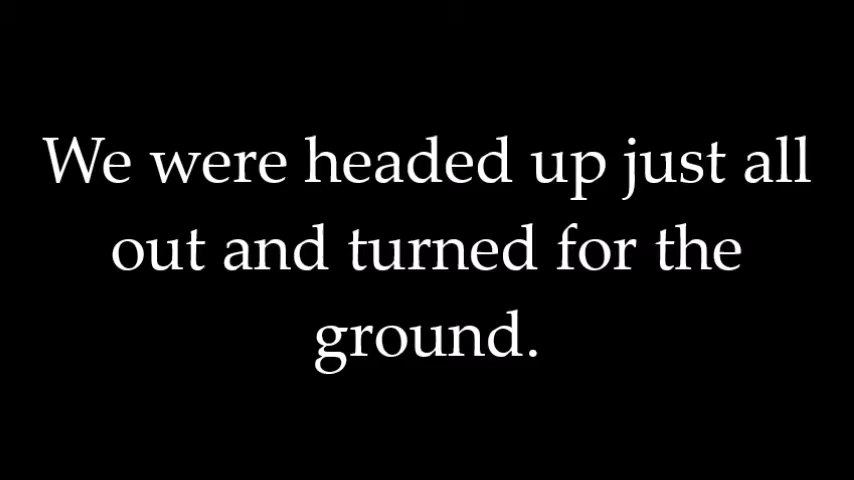 We were headed up just all
out and turned for the
ground.